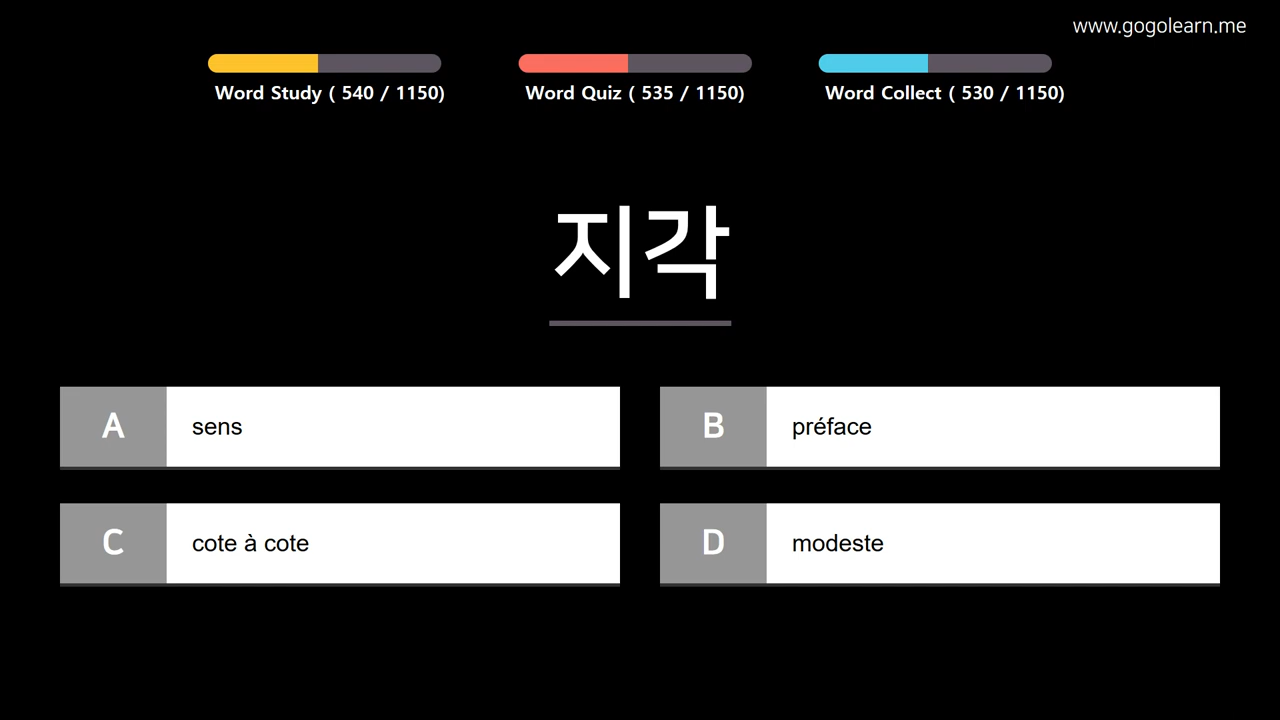 www.gogolearn.me
Word Study ( 540 / 1150)
Word Quiz ( 535 / 1150)
Word Collect ( 530 / 1150)
지각
A
sens
B
préface
C
cote à cote
D
modeste